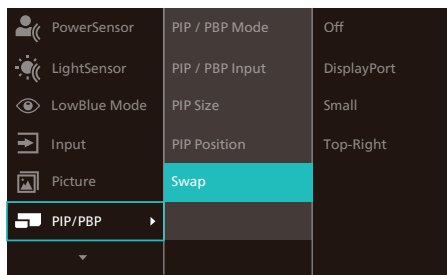 PowerSensor PIP / PBP Mode Off
LightSensor PIP / PBP Input DisplayPort
LowBlue Mode PIP Size Small
Input PIP Position Top-Right
Picture Swap
PIP/PBP